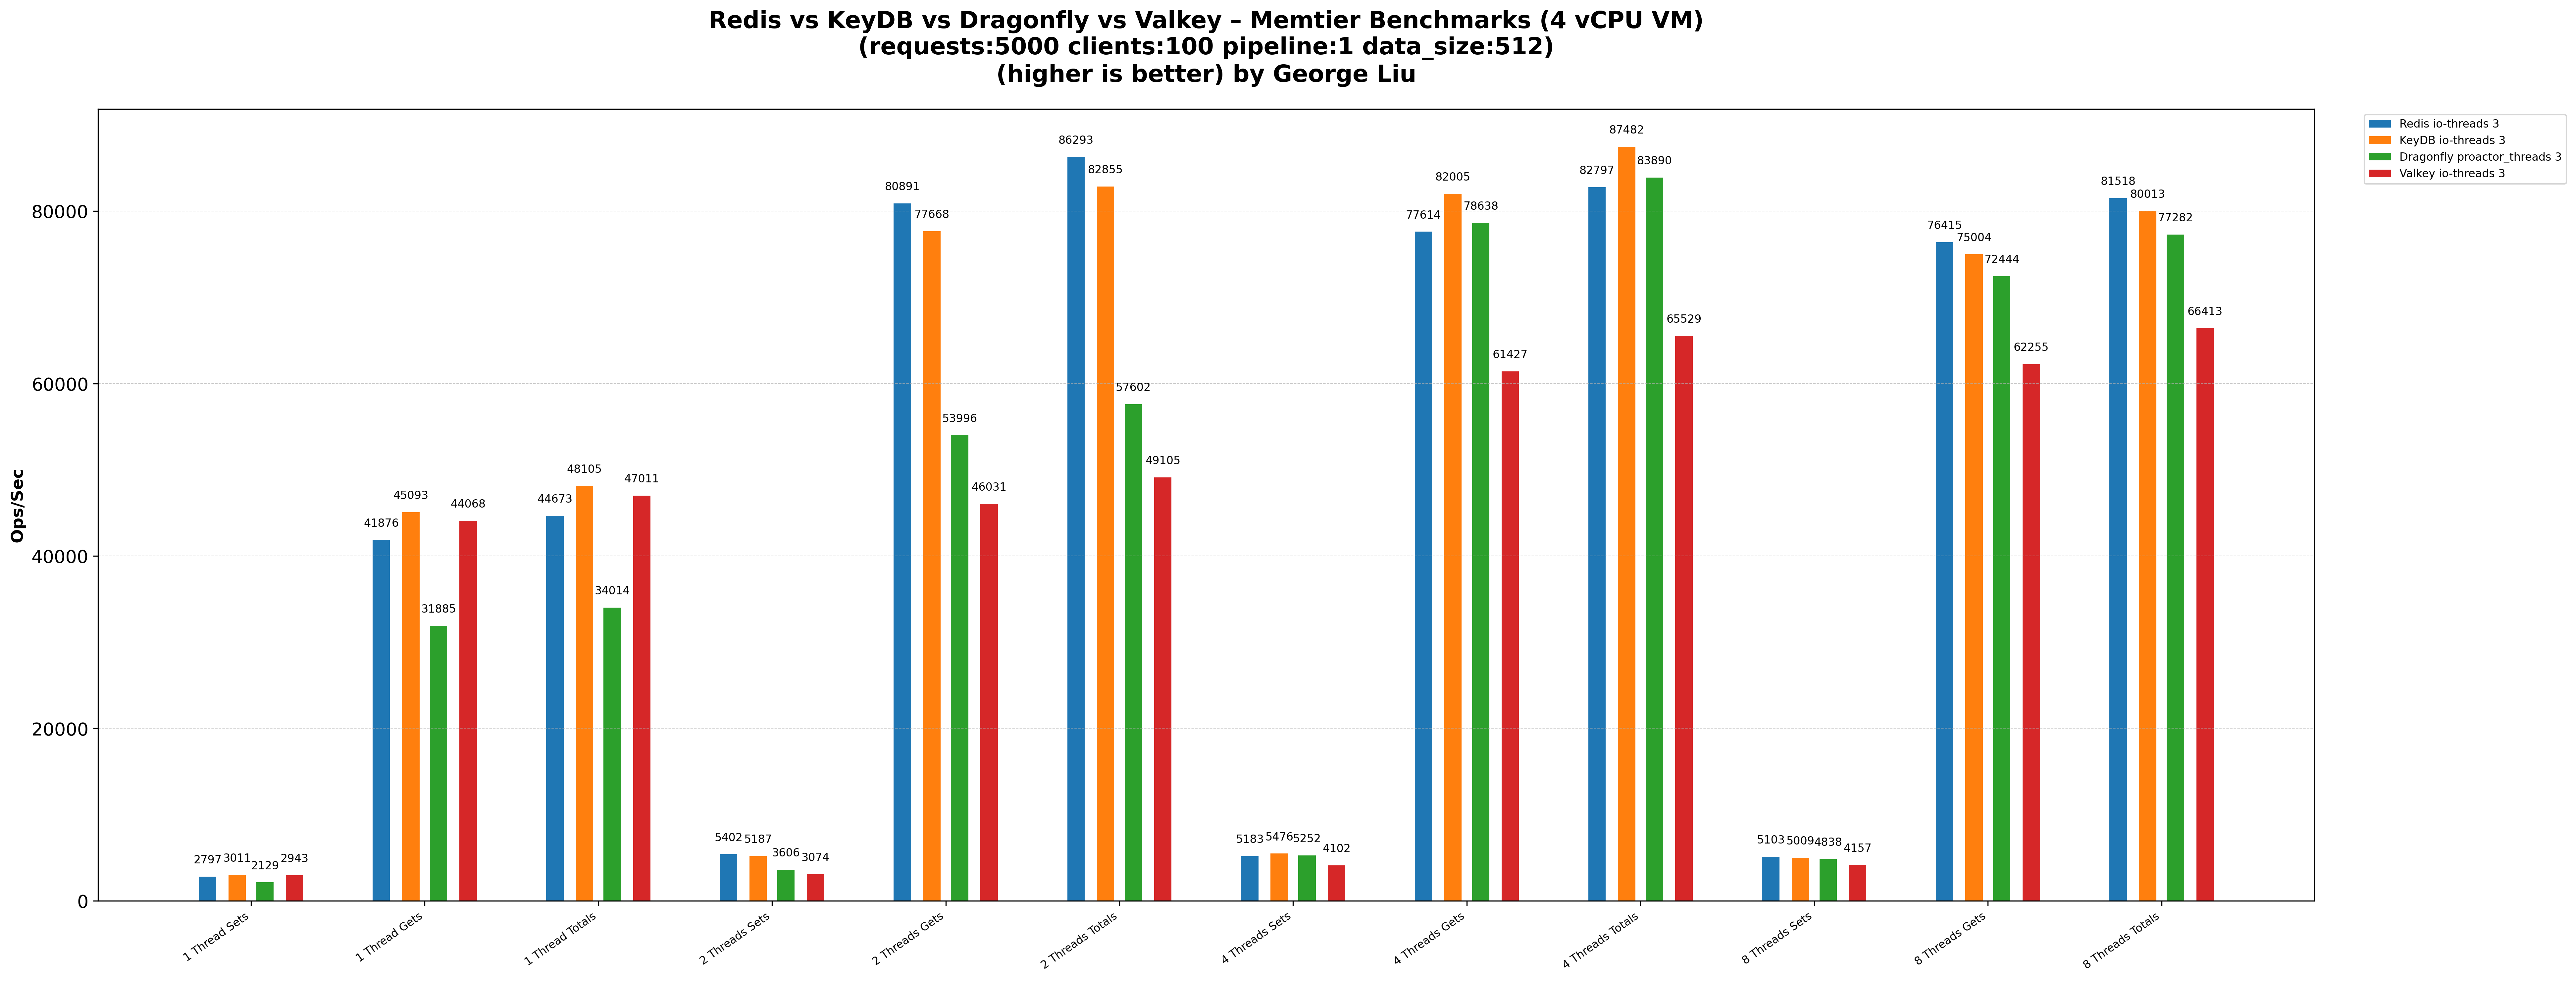 Redis vs KeyDB vs Dragonfly vs Valkey – Memtier Benchmarks (4 vCPU VM)
(requests:5000 clients:100 pipeline:1 data_size:512)
(higher is better) by George Liu
Redis io-threads 3
KeyDB io-threads 3
Dragonfly proactor_threads 3
Valkey io-threads 3
Ops/Sec
80000
60000
40000
20000
0
2797 3011 2129 2943
41876 45093 31885 44068
44673 48105 34014 47011
5402 5187 3606 3074
80891 77668 53996 46031
86293 82855 57602 49105
5183 5476 5252 4102
77614 82005 78638 61427
82797 87482 83890 65529
5103 5009 4838 4157
76415 75004 72444 62255
81518 80013 77282 66413
1 Thread Sets
1 Thread Gets
1 Thread Totals
2 Threads Sets
2 Threads Gets
2 Threads Totals
4 Threads Sets
4 Threads Gets
4 Threads Totals
8 Threads Sets
8 Threads Gets
8 Threads Totals